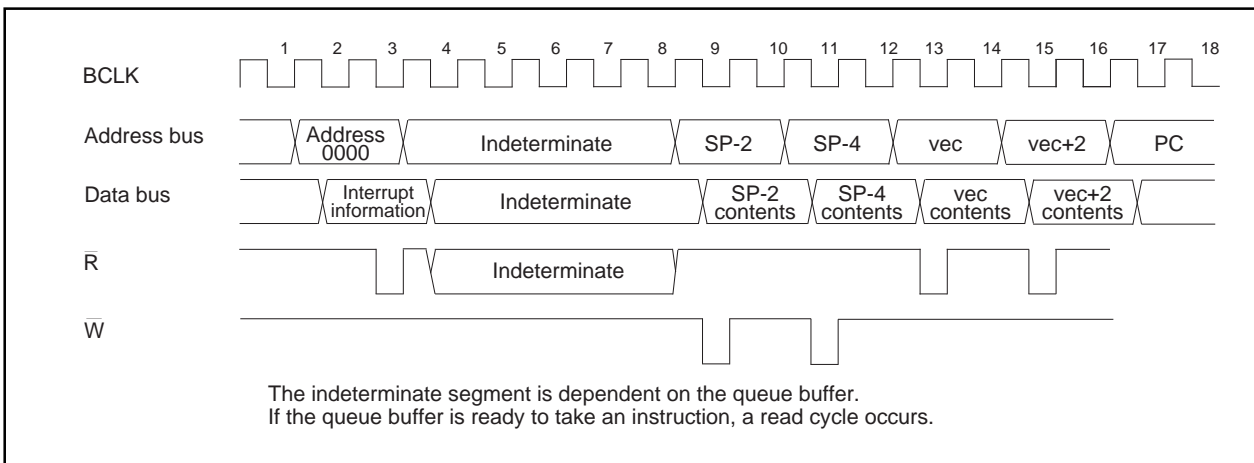 1 2 3 4 5 6 7 8 9 10 11 12 13 14 15 16 17 18
BCLK
Address bus
Address
0000
Indeterminate
SP-2
SP-4
vec
vec+2
PC
Data bus
Interrupt
information
Indeterminate
SP-2
contents
SP-4
contents
vec
contents
vec+2
contents
R̅
Indeterminate
W̅
The indeterminate segment is dependent on the queue buffer.
If the queue buffer is ready to take an instruction, a read cycle occurs.